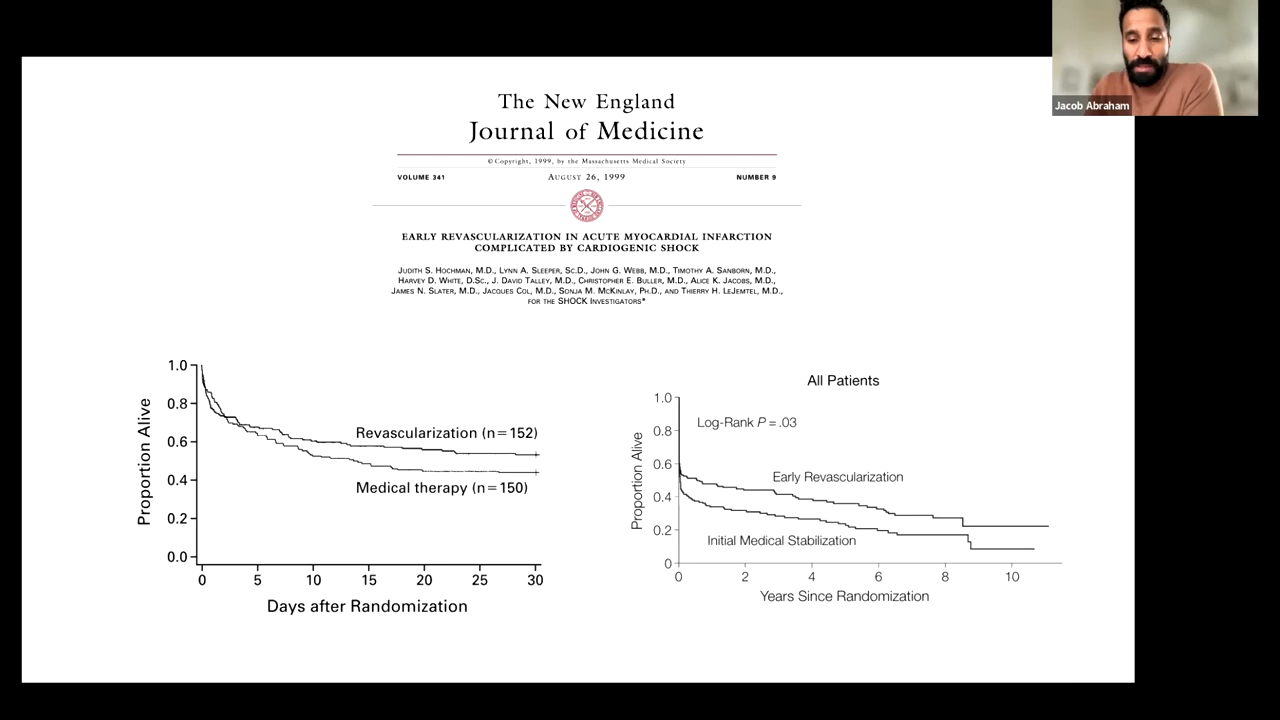 Jacob Abraham
The New England
Journal of Medicine
© Copyright, 1999, by the Massachusetts Medical Society
VOLUME 341
AUGUST 26, 1999
NUMBER 9
EARLY REVASCULARIZATION IN ACUTE MYOCARDIAL INFARCTION
COMPLICATED BY CARDIOGENIC SHOCK
JUDITH S. HOCHMAN, M.D., LYNN A. SLEEPER, SC.D., JOHN G. WEBB, M.D., TIMOTHY A. SANBORN, M.D.,
HARVEY D. WHITE, D.SC., J. DAVID TALLEY, M.D., CHRISTOPHER E. BULLER, M.D., ALICE K. JACOBS, M.D.,
JAMES N. SLATER, M.D., JACQUES COL, M.D., SONJA M. MCKINLAY, PH.D., AND THIERRY H. LEJEMTEL, M.D.,
FOR THE SHOCK INVESTIGATORS*
Proportion Alive
1.0
0.8
0.6
0.4
0.2
0.0
Revascularization (n=152)
Medical therapy (n=150)
0 5 10 15 20 25 30
Days after Randomization
All Patients
Proportion Alive
1.0
0.8
0.6
0.4
0.2
0
Log-Rank P = .03
Early Revascularization
Initial Medical Stabilization
0 2 4 6 8 10
Years Since Randomization